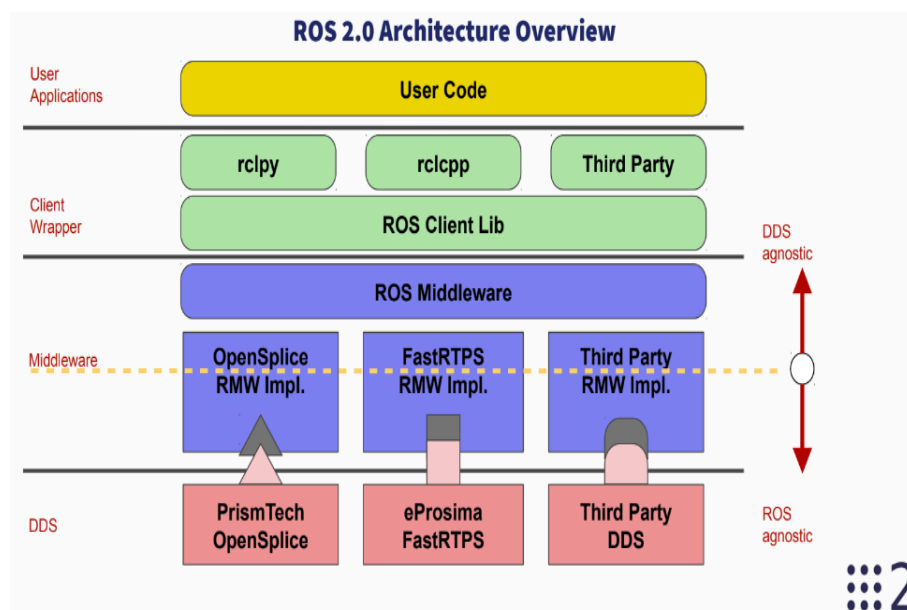 ROS 2.0 Architecture Overview
User
Applications
User Code
rclpy
rclcpp
Third Party
Client
Wrapper
ROS Client Lib
DDS
agnostic
ROS Middleware
Middleware
OpenSplice
RMW Impl.
FastRTPS
RMW Impl.
Third Party
RMW Impl.
DDS
PrismTech
OpenSplice
eProsima
FastRTPS
Third Party
DDS
ROS
agnostic
2